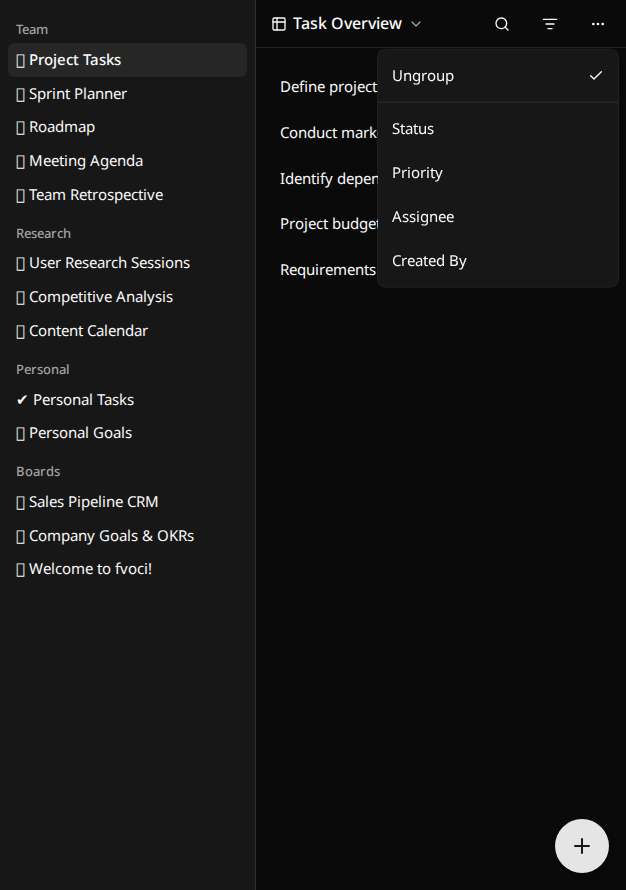 Team
Project Tasks
Sprint Planner
Roadmap
Meeting Agenda
Team Retrospective
Research
User Research Sessions
Competitive Analysis
Content Calendar
Personal
✔ Personal Tasks
Personal Goals
Boards
Sales Pipeline CRM
Company Goals & OKRs
Welcome to fvoci!
Task Overview
Define project
Conduct mark
Identify depen
Project budget
Requirements
Ungroup
Status
Priority
Assignee
Created By